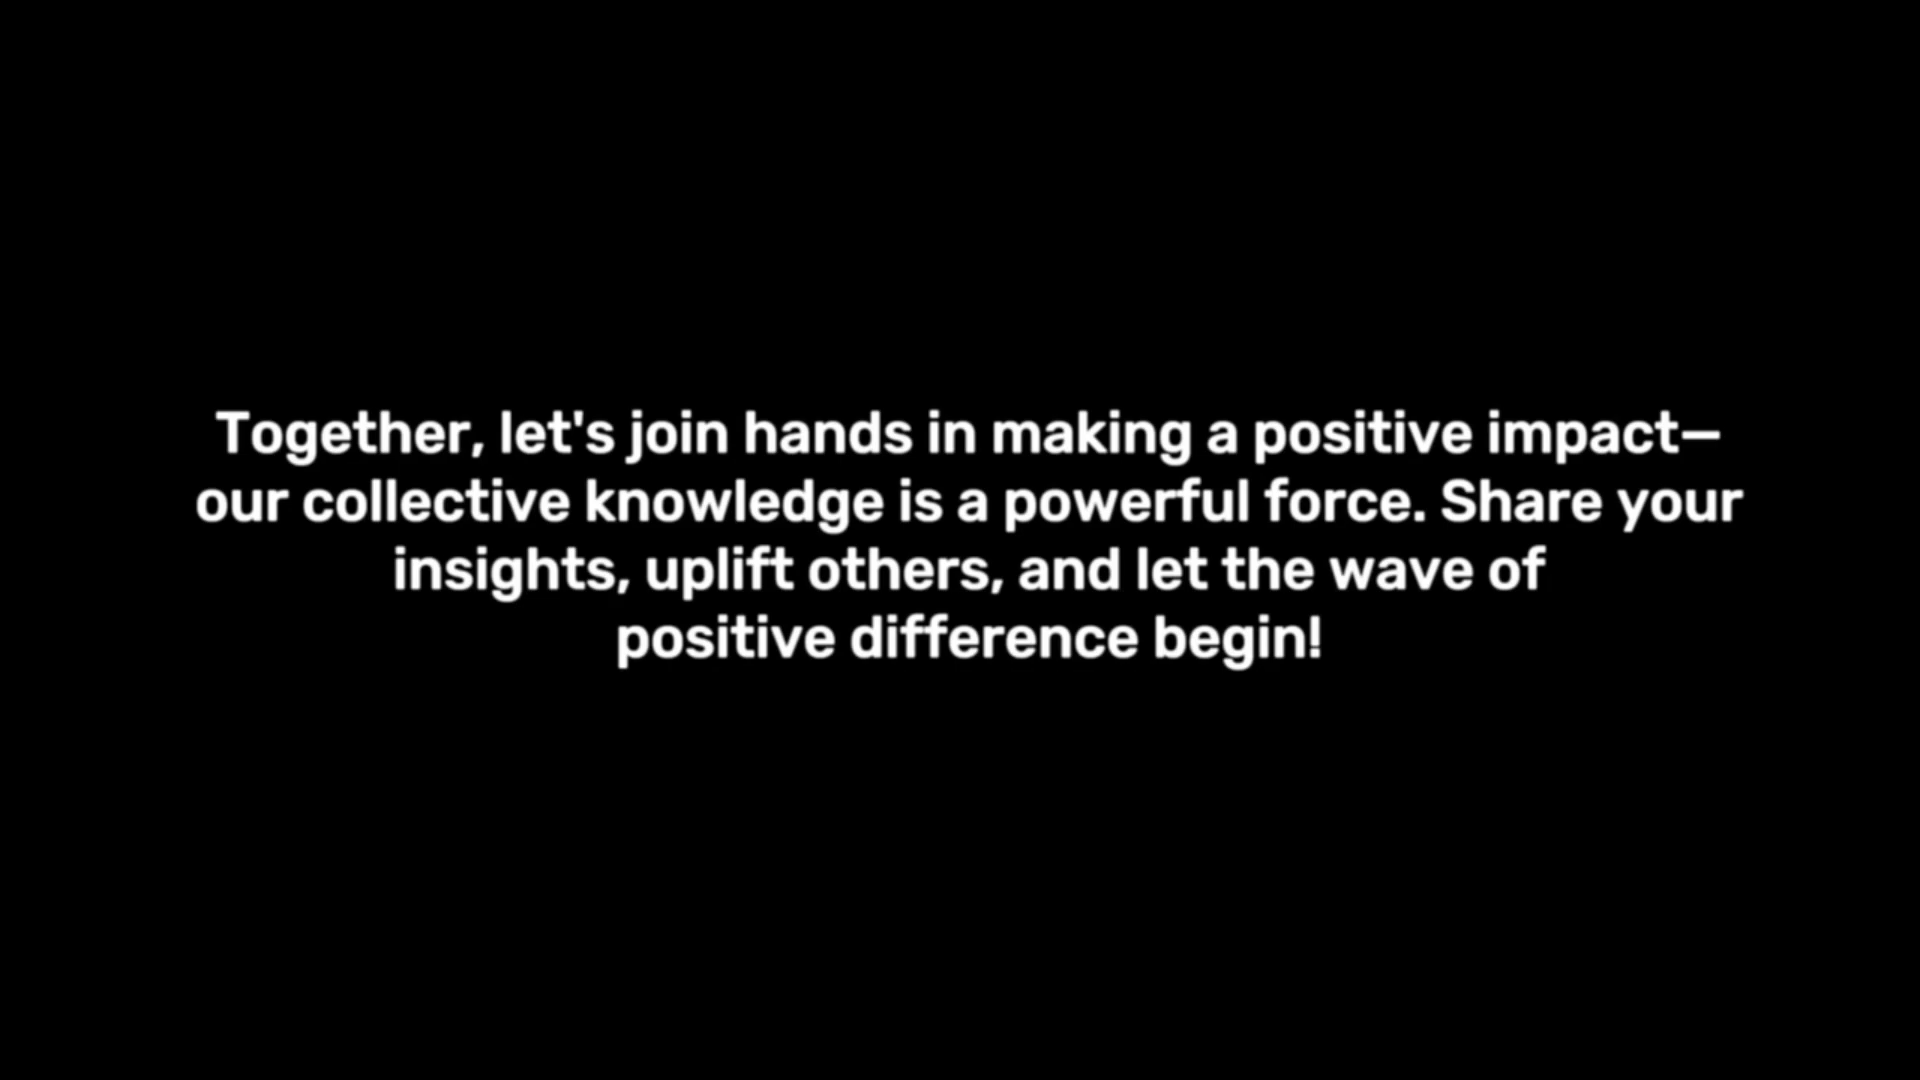 Together, let's join hands in making a positive impact—
our collective knowledge is a powerful force. Share your
insights, uplift others, and let the wave of
positive difference begin!